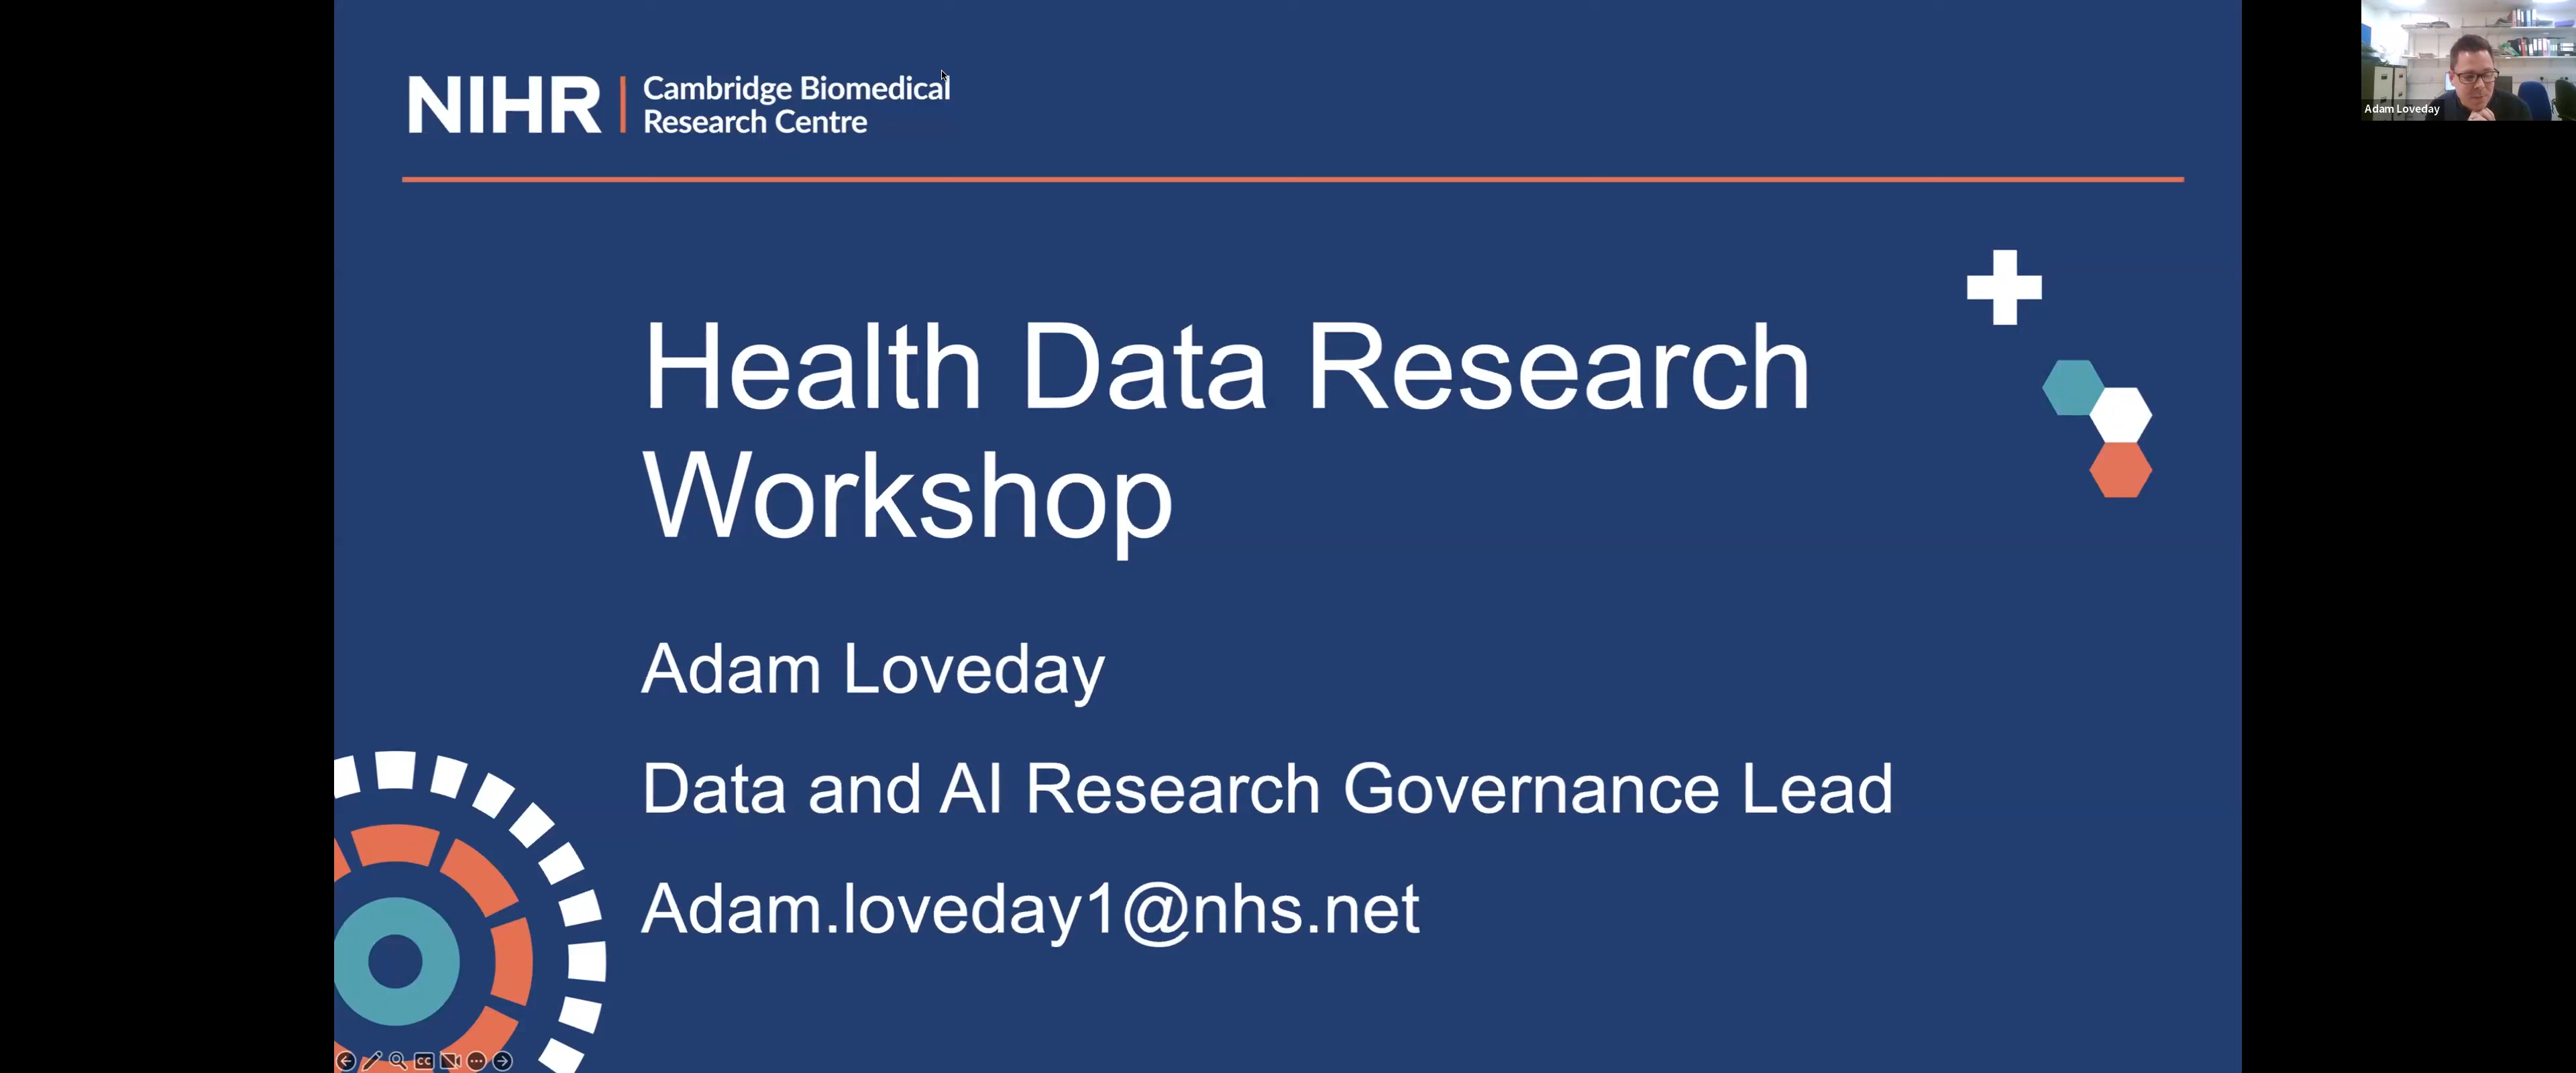 NIHR
Cambridge Biomedical
Research Centre
Adam Loveday
Health Data Research
Workshop
Adam Loveday
Data and AI Research Governance Lead
Adam.loveday1@nhs.net
CC